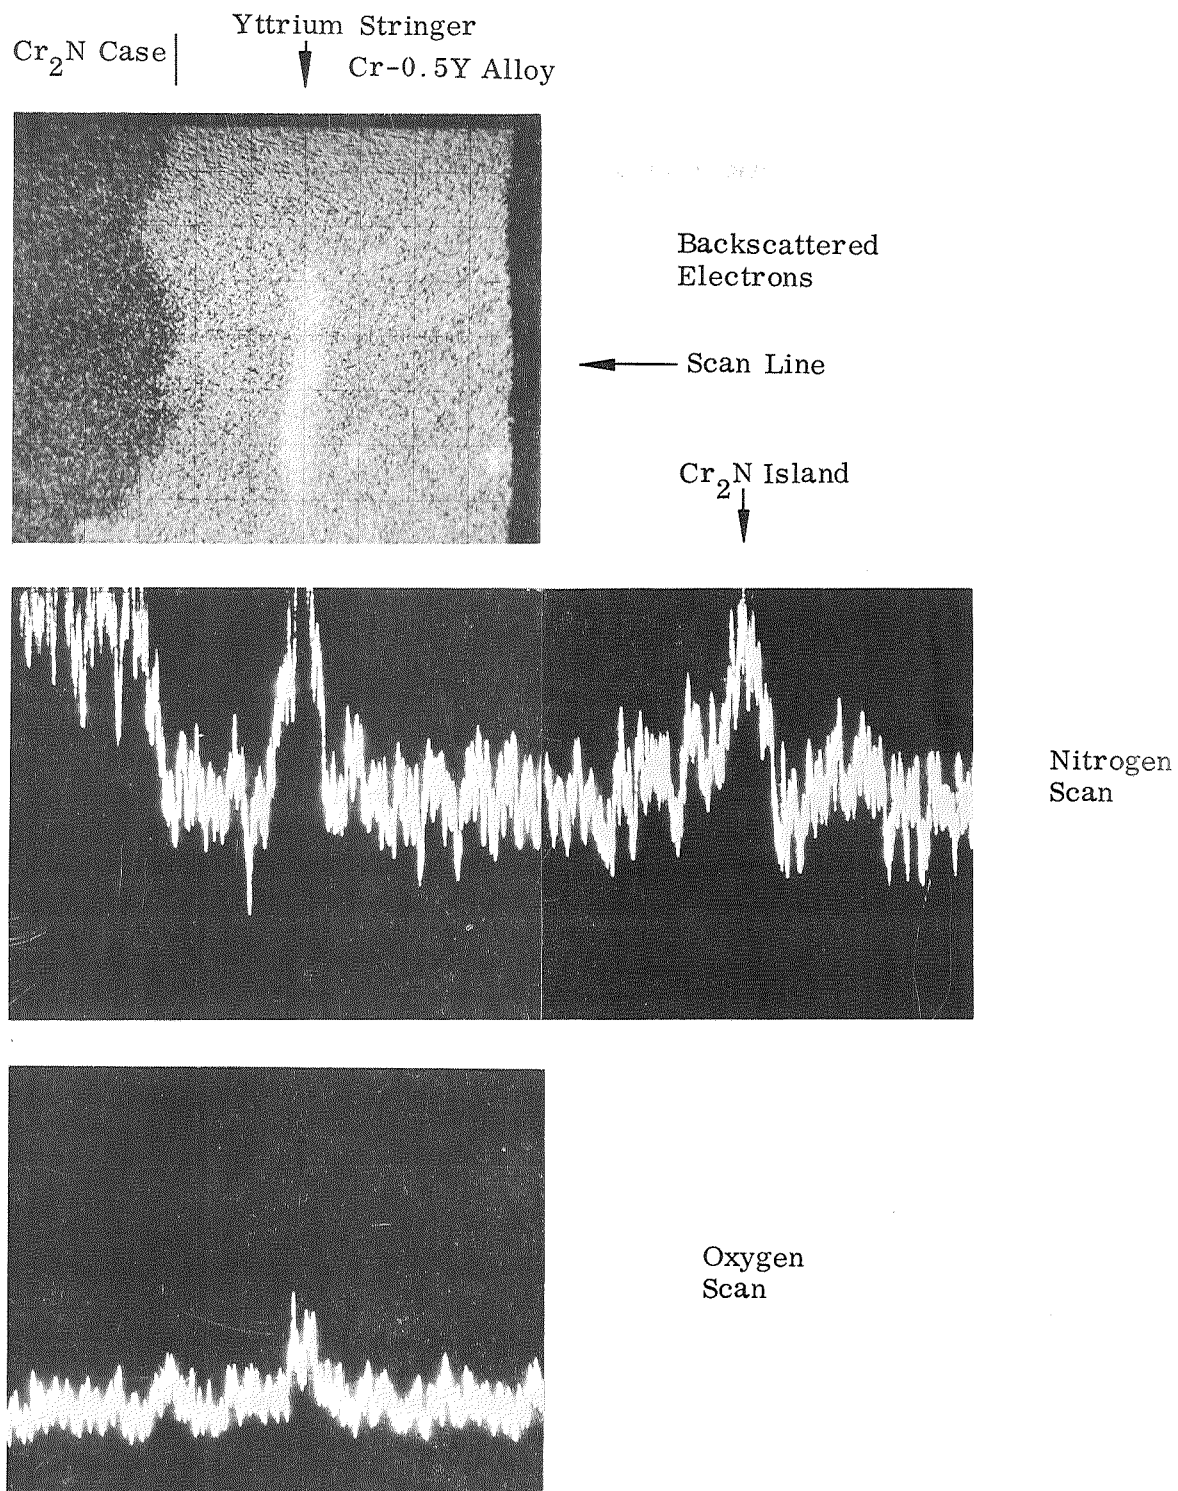 Yttrium Stringer
Cr₂N Case
Cr-0.5Y Alloy
Backscattered
Electrons
Scan Line
Cr₂N Island
Nitrogen
Scan
Oxygen
Scan